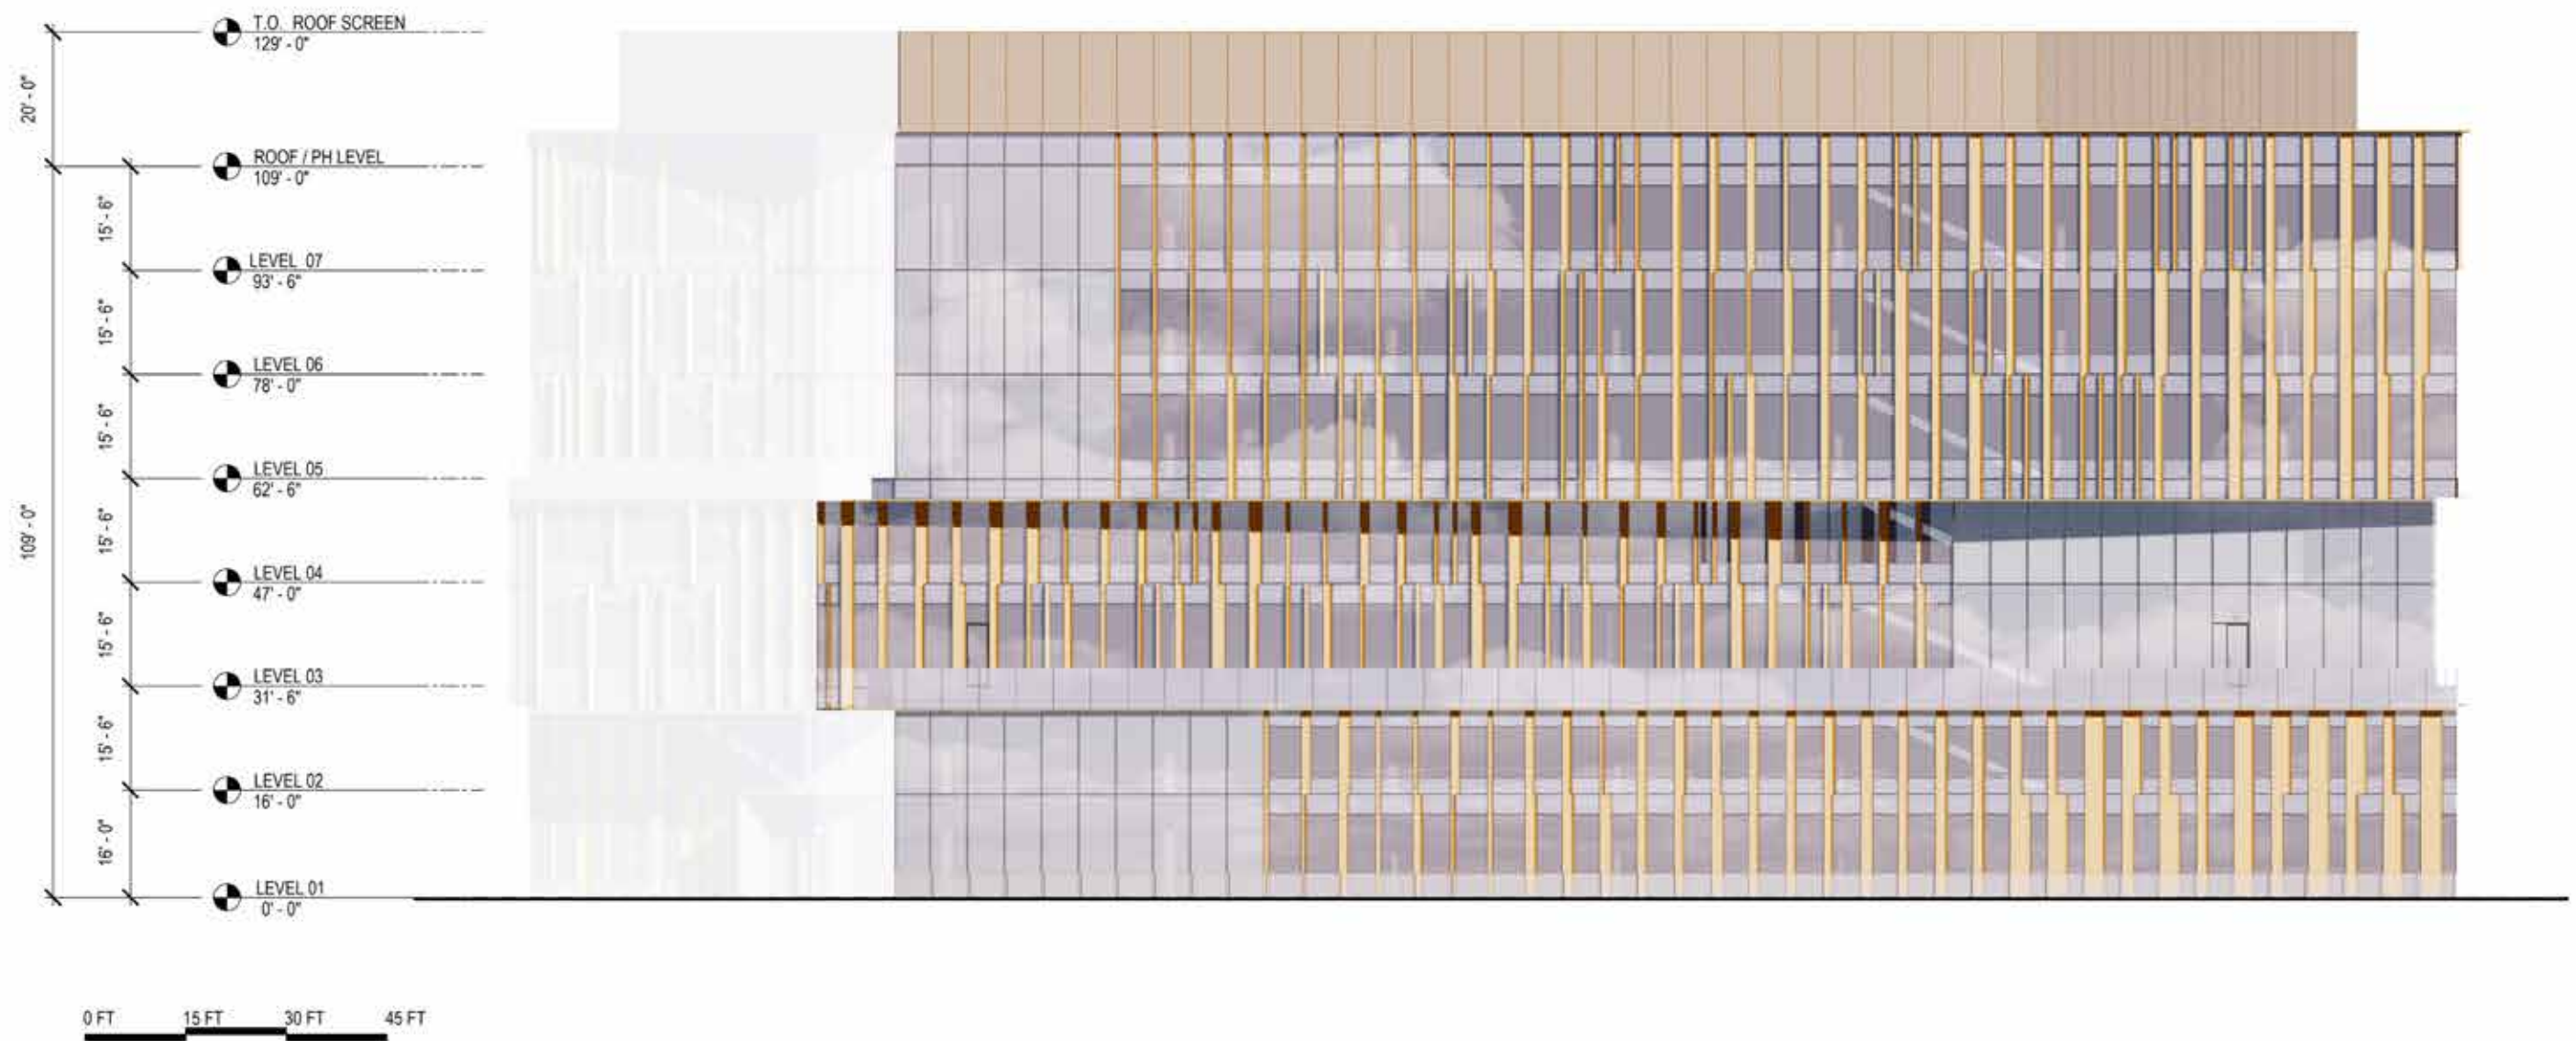 T.O. ROOF SCREEN
129' - 0"
20' - 0"
ROOF / PH LEVEL
109' - 0"
15' - 6"
LEVEL 07
93' - 6"
15' - 6"
LEVEL 06
78' - 0"
15' - 6"
LEVEL 05
62' - 6"
109' - 0"
15' - 6"
LEVEL 04
47' - 0"
15' - 6"
LEVEL 03
31' - 6"
15' - 6"
LEVEL 02
16' - 0"
16' - 0"
LEVEL 01
0' - 0"
0 FT 15 FT 30 FT 45 FT